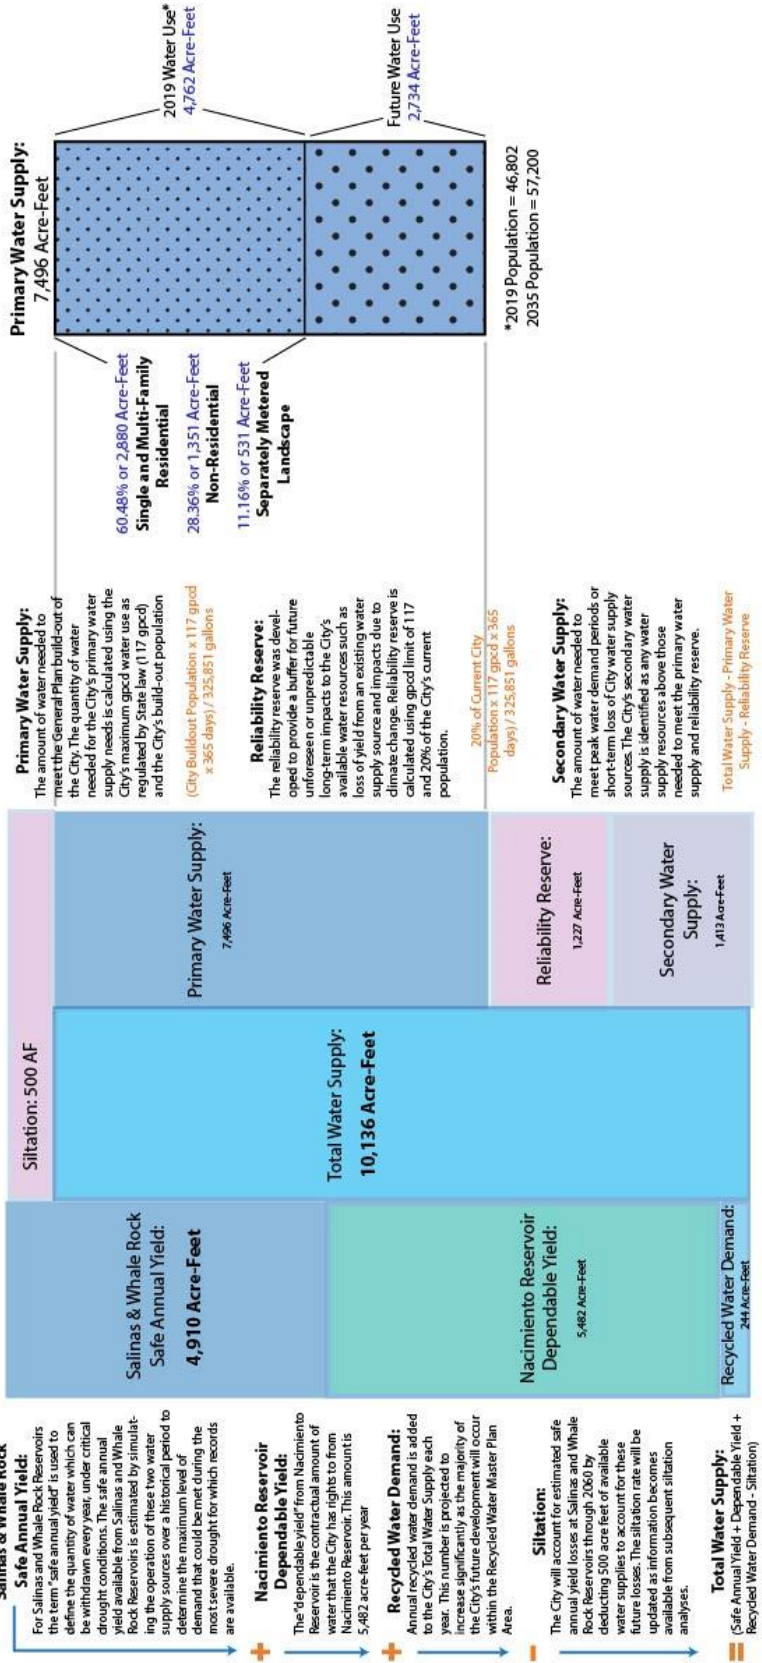 Salinas & Whale Rock
Safe Annual Yield:
For Salinas and Whale Rock Reservoirs
the term "safe annual yield" is used to
define the quantity of water which can
be withdrawn every year, under critical
drought conditions. The safe annual
yield available from Salinas and Whale
Rock Reservoirs is estimated by simulat-
ing the operation of these two water
supply sources over a historical period to
determine the maximum level of
demand that could be met during the
most severe drought for which records
are available.
+
Nacimiento Reservoir
Dependable Yield:
The "dependable yield" from Nacimiento
Reservoir is the contractual amount of
water that the City has rights to from
Nacimiento Reservoir. This amount is
5,482 acre-feet per year
+
Recycled Water Demand:
Annual recycled water demand is added
to the City's Total Water Supply each
year. This number is projected to
increase significantly as the majority of
the City's future development will occur
within the Recycled Water Master Plan
Area.
-
Siltation:
The City will account for estimated safe
annual yield losses at Salinas and Whale
Rock Reservoirs through 2060 by
deducting 500 acre feet of available
water supplies to account for these
future losses. The siltation rate will be
updated as information becomes
available from subsequent siltation
analyses.
=
Total Water Supply:
(Safe Annual Yield + Dependable Yield +
Recycled Water Demand - Siltation)
Salinas & Whale Rock
Safe Annual Yield:
4,910 Acre-Feet
Nacimiento Reservoir
Dependable Yield:
5,482 Acre-Feet
Recycled Water Demand:
244 Acre-Feet
Siltation: 500 AF
Total Water Supply:
10,136 Acre-Feet
Primary Water Supply:
7,496 Acre-Feet
Reliability Reserve:
1,227 Acre-Feet
Secondary Water
Supply:
1,413 Acre-Feet
Primary Water Supply:
The amount of water needed to
meet the General Plan build-out of
the City. The quantity of water
needed for the City's primary water
supply needs is calculated using the
City's maximum gpcd water use as
regulated by State law (117 gpcd)
and the City's build-out population
(City Buildout Population x 117 gpcd
x 365 days) / 325,851 gallons
Reliability Reserve:
The reliability reserve was devel-
oped to provide a buffer for future
unforeseen or unpredictable
long-term impacts to the City's
available water resources such as
loss of yield from an existing water
supply source and impacts due to
climate change. Reliability reserve is
calculated using gpcd limit of 117
and 20% of the City's current
population.
20% of Current City
Population x 117 gpcd x 365
days) / 325,851 gallons
Secondary Water Supply:
The amount of water needed to
meet peak water demand periods or
short-term loss of City water supply
sources. The City's secondary water
supply is identified as any water
supply resources above those
needed to meet the primary water
supply and reliability reserve.
Total Water Supply - Primary Water
Supply - Reliability Reserve
Primary Water Supply:
7,496 Acre-Feet
60.48% or 2,880 Acre-Feet
Single and Multi-Family
Residential
28.36% or 1,351 Acre-Feet
Non-Residential
11.16% or 531 Acre-Feet
Separately Metered
Landscape
2019 Water Use*
4,762 Acre-Feet
Future Water Use
2,734 Acre-Feet
*2019 Population = 46,802
2035 Population = 57,200